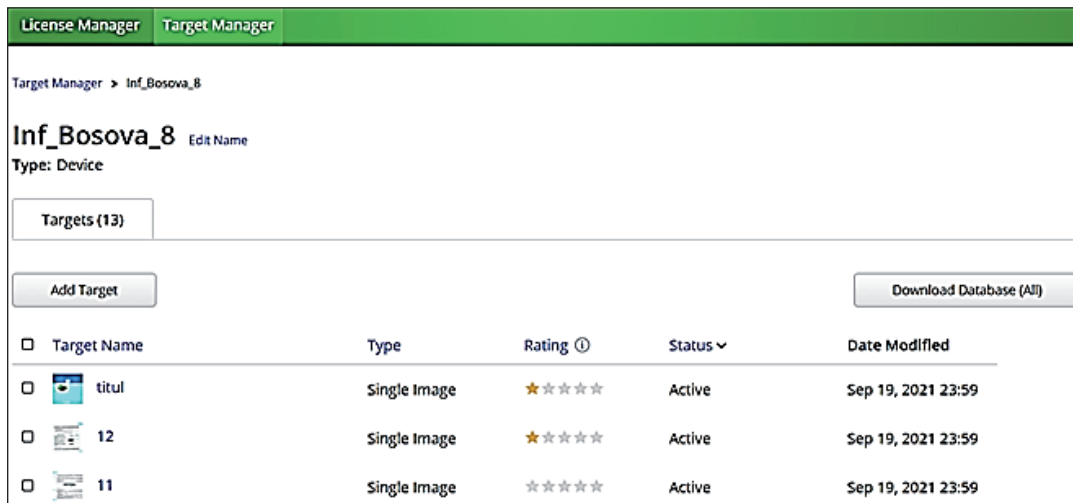 License Manager Target Manager
Target Manager > Inf_Bosova_8
Inf_Bosova_8 Edit Name
Type: Device
Targets (13)
Add Target Download Database (All)
Target Name Type Rating Status Date Modified
titul Single Image Active Sep 19, 2021 23:59
12 Single Image Active Sep 19, 2021 23:59
11 Single Image Active Sep 19, 2021 23:59